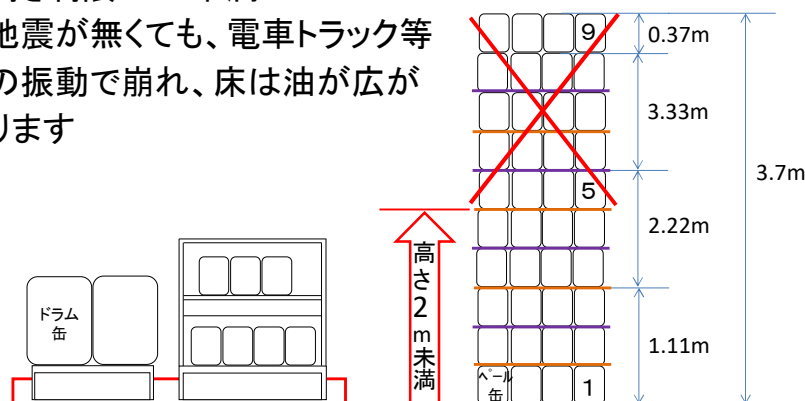 地震が無くても、電車トラック等
の振動で崩れ、床は油が広が
ります
9
0.37m
3.33m
3.7m
5
2.22m
高さ2m未満
ドラム
缶
1.11m
ペール
缶
1